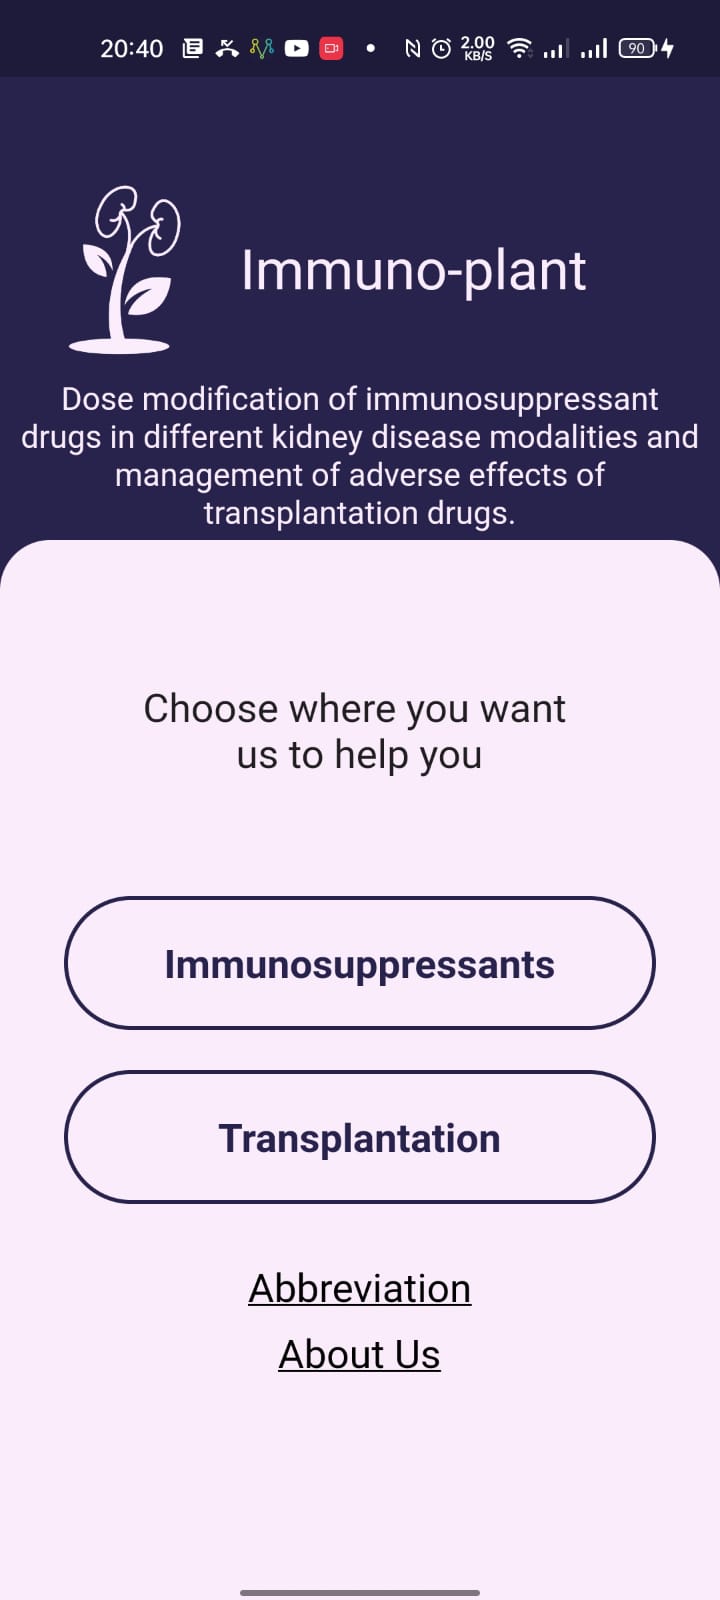 20:40
2.00
KB/S
90
Immuno-plant
Dose modification of immunosuppressant
drugs in different kidney disease modalities and
management of adverse effects of
transplantation drugs.
Choose where you want
us to help you
Immunosuppressants
Transplantation
Abbreviation
About Us